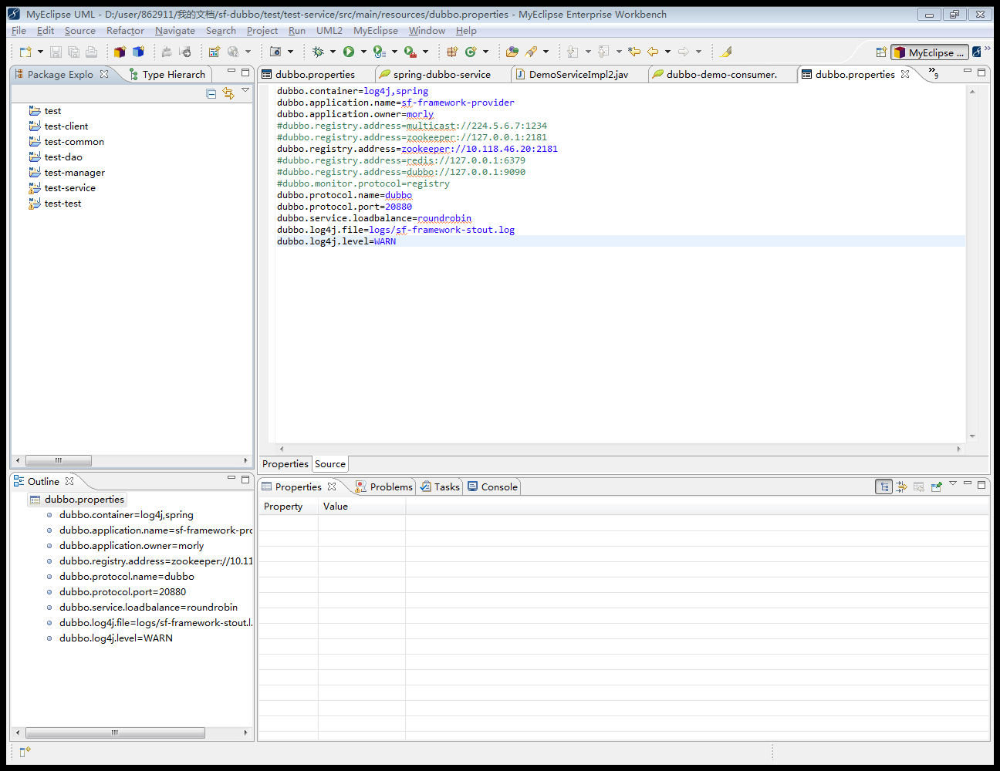 MyEclipse UML - D:/user/862911/我的文档/sf-dubbo/test/test-service/src/main/resources/dubbo.properties - MyEclipse Enterprise Workbench
File Edit Source Refactor Navigate Search Project Run UML2 MyEclipse Window Help
MyEclipse ...
Package Explo Type Hierarch
test
test-client
test-common
test-dao
test-manager
test-service
test-test
dubbo.properties spring-dubbo-service DemoServiceImpl2.jav dubbo-demo-consumer. dubbo.properties 9
dubbo.container=log4j,spring
dubbo.application.name=sf-framework-provider
dubbo.application.owner=morly
#dubbo.registry.address=multicast://224.5.6.7:1234
#dubbo.registry.address=zookeeper://127.0.0.1:2181
dubbo.registry.address=zookeeper://10.118.46.20:2181
#dubbo.registry.address=redis://127.0.0.1:6379
#dubbo.registry.address=dubbo://127.0.0.1:9090
#dubbo.monitor.protocol=registry
dubbo.protocol.name=dubbo
dubbo.protocol.port=20880
dubbo.service.loadbalance=roundrobin
dubbo.log4j.file=logs/sf-framework-stout.log
dubbo.log4j.level=WARN
Properties Source
Outline
dubbo.properties
dubbo.container=log4j,spring
dubbo.application.name=sf-framework-pro
dubbo.application.owner=morly
dubbo.registry.address=zookeeper://10.11
dubbo.protocol.name=dubbo
dubbo.protocol.port=20880
dubbo.service.loadbalance=roundrobin
dubbo.log4j.file=logs/sf-framework-stout.l
dubbo.log4j.level=WARN
Properties Problems Tasks Console
Property Value